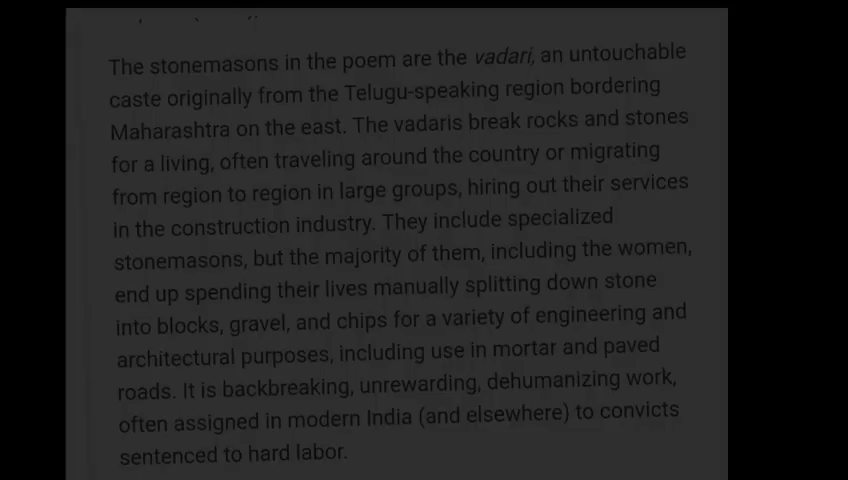 The stonemasons in the poem are the vadari, an untouchable
caste originally from the Telugu-speaking region bordering
Maharashtra on the east. The vadaris break rocks and stones
for a living, often traveling around the country or migrating
from region to region in large groups, hiring out their services
in the construction industry. They include specialized
stonemasons, but the majority of them, including the women,
end up spending their lives manually splitting down stone
into blocks, gravel, and chips for a variety of engineering and
architectural purposes, including use in mortar and paved
roads. It is backbreaking, unrewarding, dehumanizing work,
often assigned in modern India (and elsewhere) to convicts
sentenced to hard labor.